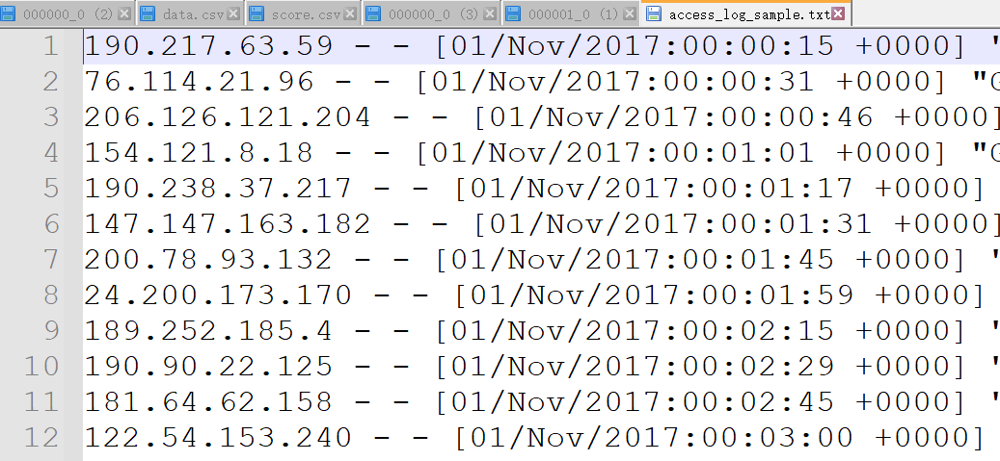 000000_0 (2) data.csv score.csv 000000_0 (3) 000001_0 (1) access_log_sample.txt
1 190.217.63.59 - - [01/Nov/2017:00:00:15 +0000] "
2 76.114.21.96 - - [01/Nov/2017:00:00:31 +0000] "G
3 206.126.121.204 - - [01/Nov/2017:00:00:46 +0000]
4 154.121.8.18 - - [01/Nov/2017:00:01:01 +0000] "G
5 190.238.37.217 - - [01/Nov/2017:00:01:17 +0000]
6 147.147.163.182 - - [01/Nov/2017:00:01:31 +0000]
7 200.78.93.132 - - [01/Nov/2017:00:01:45 +0000] "
8 24.200.173.170 - - [01/Nov/2017:00:01:59 +0000]
9 189.252.185.4 - - [01/Nov/2017:00:02:15 +0000] "
10 190.90.22.125 - - [01/Nov/2017:00:02:29 +0000] "
11 181.64.62.158 - - [01/Nov/2017:00:02:45 +0000] "
12 122.54.153.240 - - [01/Nov/2017:00:03:00 +0000]